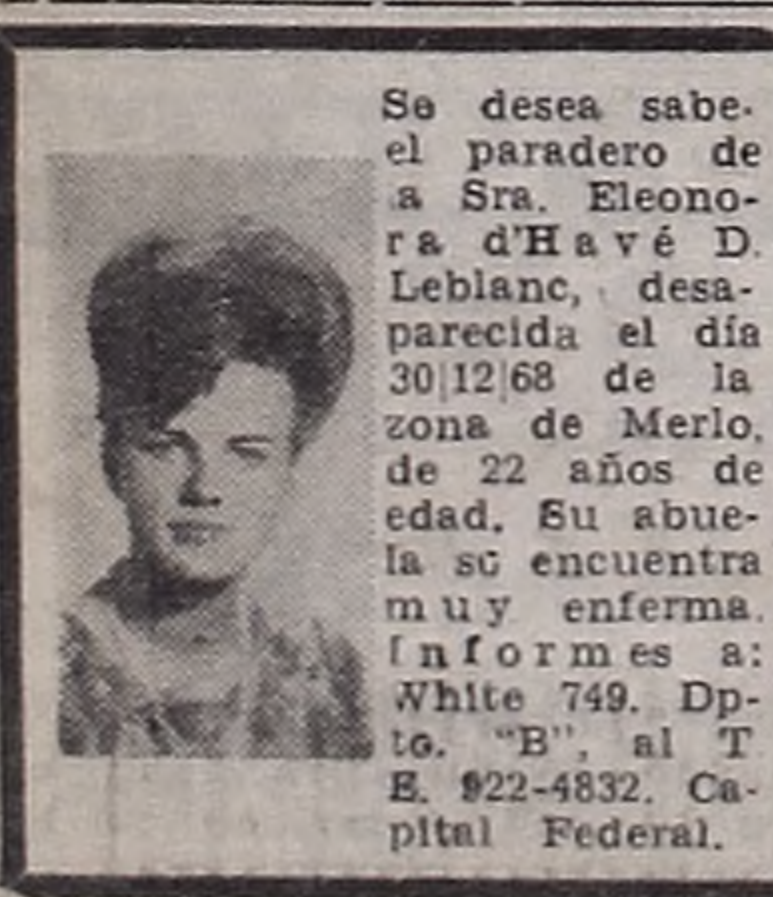 Se desea sabe-
el paradero de
la Sra. Eleono-
ra d'Havé D.
Leblanc, desa-
parecida el día
30|12|68 de la
zona de Merlo,
de 22 años de
edad. Su abue-
la se encuentra
muy enferma.
Informes a:
White 749. Dp-
to. "B", al T
E. 922-4832. Ca-
pital Federal.